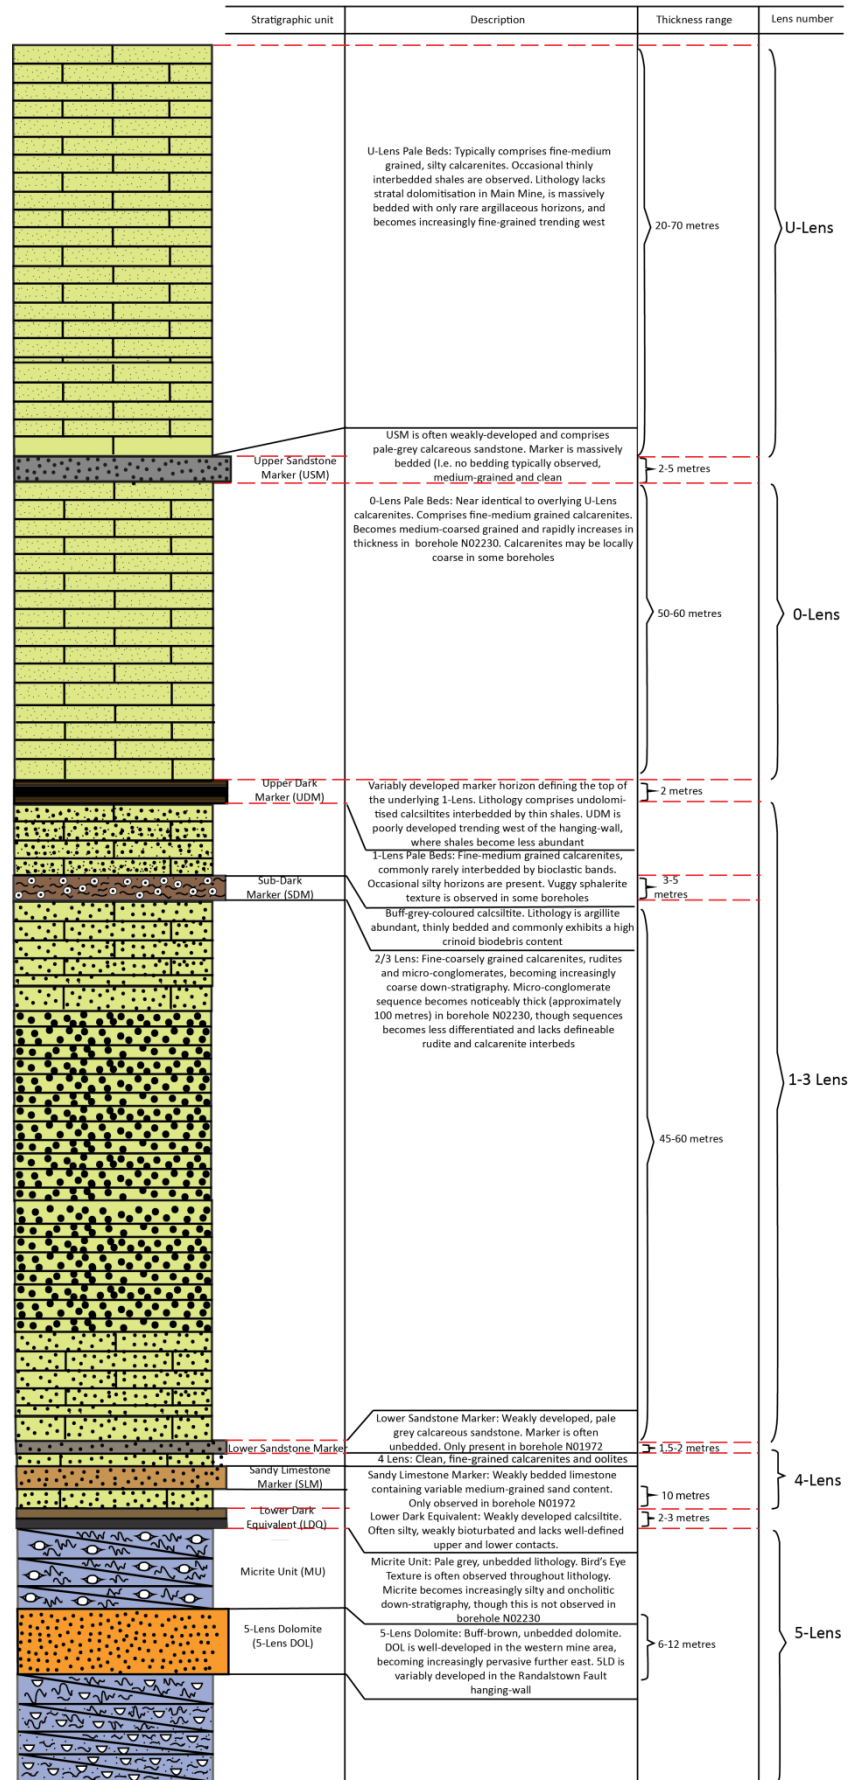 Stratigraphic unit
Description
Thickness range
Lens number
U-Lens Pale Beds: Typically comprises fine-medium
grained, silty calcarenites. Occasional thinly
interbedded shales are observed. Lithology lacks
stratal dolomitisation in Main Mine, is massively
bedded with only rare argillaceous horizons, and
becomes increasingly fine-grained trending west
20-70 metres
U-Lens
Upper Sandstone
Marker (USM)
USM is often weakly-developed and comprises
pale-grey calcareous sandstone. Marker is massively
bedded (I.e. no bedding typically observed,
medium-grained and clean
2-5 metres
0-Lens Pale Beds: Near identical to overlying U-Lens
calcarenites. Comprises fine-medium grained calcarenites.
Becomes medium-coarsed grained and rapidly increases in
thickness in borehole N02230. Calcarenites may be locally
coarse in some boreholes
50-60 metres
0-Lens
Upper Dark
Marker (UDM)
Variably developed marker horizon defining the top of
the underlying 1-Lens. Lithology comprises undolomi-
tised calcsiltites interbedded by thin shales. UDM is
poorly developed trending west of the hanging-wall,
where shales become less abundant
2 metres
1-Lens Pale Beds: Fine-medium grained calcarenites,
commonly rarely interbedded by bioclastic bands.
Occasional silty horizons are present. Vuggy sphalerite
texture is observed in some boreholes
Sub-Dark
Marker (SDM)
3-5
metres
Buff-grey-coloured calcsiltite. Lithology is argillite
abundant, thinly bedded and commonly exhibits a high
crinoid biodebris content
2/3 Lens: Fine-coarsely grained calcarenites, rudites
and micro-conglomerates, becoming increasingly
coarse down-stratigraphy. Micro-conglomerate
sequence becomes noticeably thick (approximately
100 metres) in borehole N02230, though sequences
becomes less differentiated and lacks defineable
rudite and calcarenite interbeds
45-60 metres
1-3 Lens
Lower Sandstone Marker
Lower Sandstone Marker: Weakly developed, pale
grey calcareous sandstone. Marker is often
unbedded. Only present in borehole N01972
1.5-2 metres
4 Lens: Clean, fine-grained calcarenites and oolites
Sandy Limestone
Marker (SLM)
Sandy Limestone Marker: Weakly bedded limestone
containing variable medium-grained sand content.
Only observed in borehole N01972
10 metres
4-Lens
Lower Dark
Equivalent (LDQ)
Lower Dark Equivalent: Weakly developed calcsiltite.
Often silty, weakly bioturbated and lacks well-defined
upper and lower contacts.
2-3 metres
Micrite Unit (MU)
Micrite Unit: Pale grey, unbedded lithology. Bird's Eye
Texture is often observed throughout lithology.
Micrite becomes increasingly silty and oncholitic
down-stratigraphy, though this is not observed in
borehole N02230
5-Lens Dolomite
(5-Lens DOL)
5-Lens Dolomite: Buff-brown, unbedded dolomite.
DOL is well-developed in the western mine area,
becoming increasingly pervasive further east. 5LD is
variably developed in the Randalstown Fault
hanging-wall
6-12 metres
5-Lens